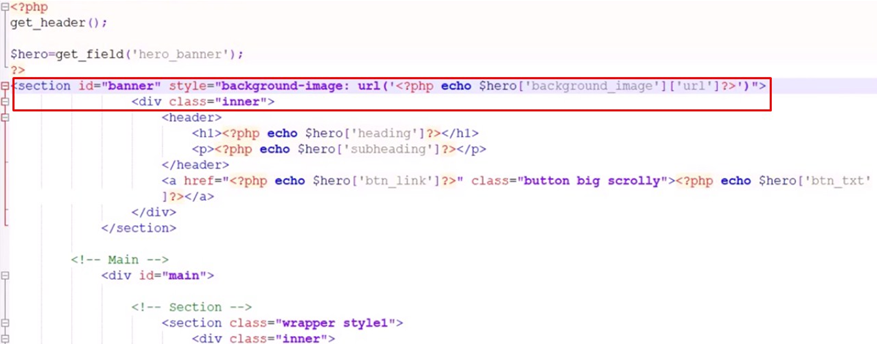 <?php
get_header();
$hero=get_field('hero_banner');
?>
<section id="banner" style="background-image: url('<?php echo $hero['background_image']['url']?>')">
<div class="inner">
<header>
<h1><?php echo $hero['heading']?></h1>
<p><?php echo $hero['subheading']?></p>
</header>
<a href="<?php echo $hero['btn_link']?>" class="button big scrolly"><?php echo $hero['btn_txt'
]?></a>
</div>
</section>
<!-- Main -->
<div id="main">
<!-- Section -->
<section class="wrapper style1">
<div class="inner">